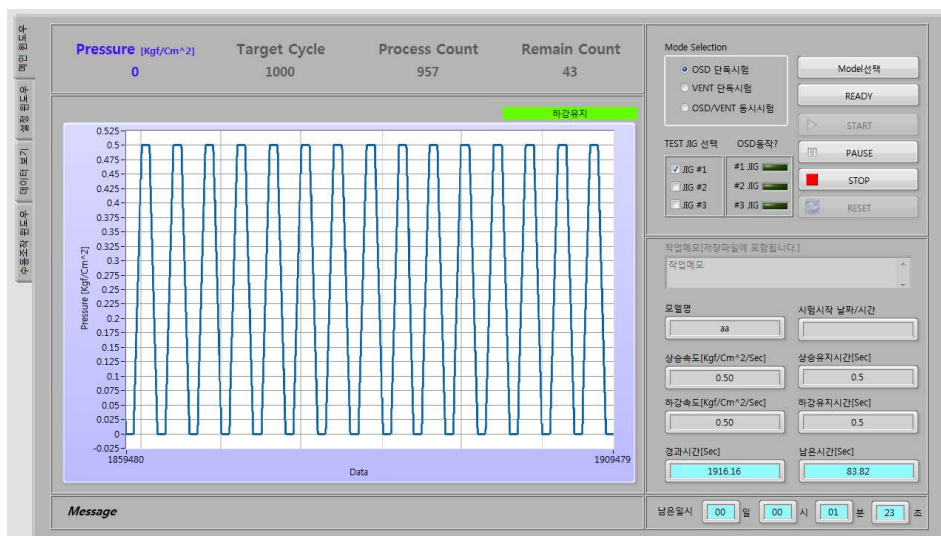 메인 윈도우
설정 윈도우
데이터 보기
수동조작 윈도우
Pressure [Kgf/Cm^2]
0
Target Cycle
1000
Process Count
957
Remain Count
43
하강유지
0.525
0.5
0.475
0.45
0.425
0.4
0.375
0.35
0.325
0.3
0.275
0.25
0.225
0.2
0.175
0.15
0.125
0.1
0.075
0.05
0.025
0
-0.025
Pressure [Kgf/Cm^2]
1859480
1909479
Data
Message
Mode Selection
OSD 단독시험
VENT 단독시험
OSD/VENT 동시시험
Model선택
READY
START
PAUSE
STOP
RESET
TEST JIG 선택
JIG #1
JIG #2
JIG #3
OSD동작?
#1 JIG
#2 JIG
#3 JIG
작업메모[저장파일에 포함됩니다.]
작업메모
모델명
aa
시험시작 날짜/시간
상승속도[Kgf/Cm^2/Sec]
0.50
상승유지시간[Sec]
0.5
하강속도[Kgf/Cm^2/Sec]
0.50
하강유지시간[Sec]
0.5
경과시간[Sec]
1916.16
남은시간[Sec]
83.82
남은일시 00 일 00 시 01 분 23 초